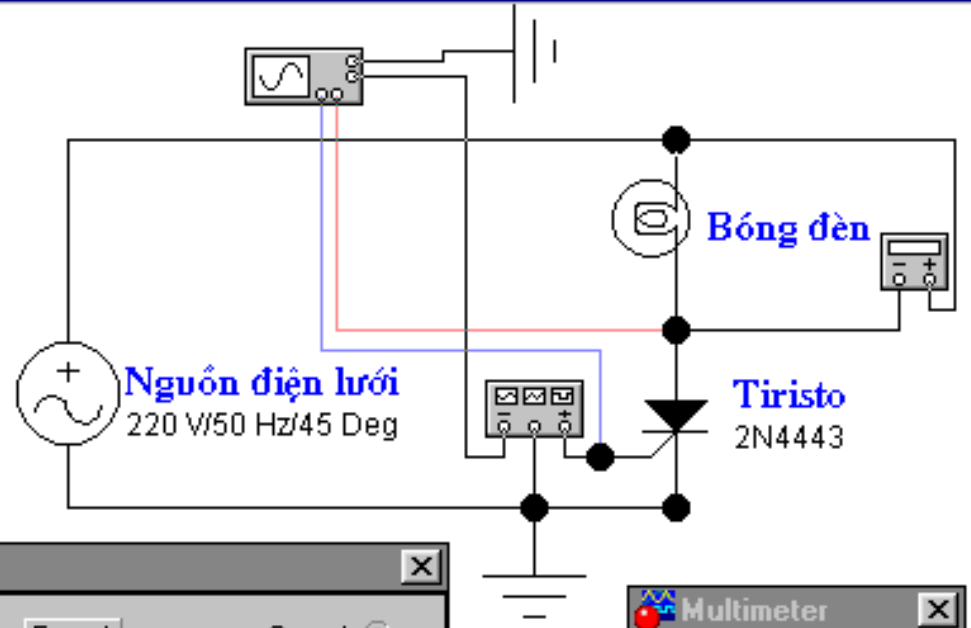 Bóng đèn
- +
+
Nguồn điện lưới
220 V/50 Hz/45 Deg
- +
Tiristo
2N4443
Multimeter